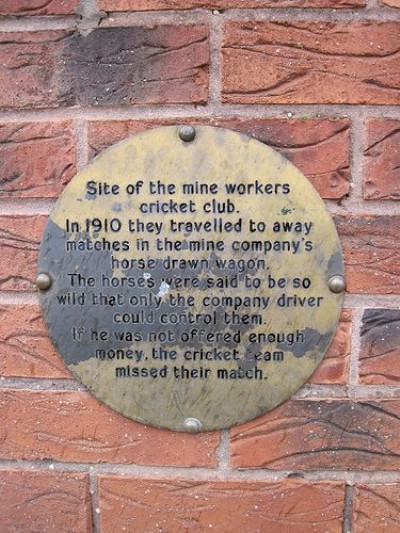 Site of the mine workers
cricket club.
In 1910 they travelled to away
matches in the mine company's
horse drawn wagon.
The horses were said to be so
wild that only the company driver
could control them.
If he was not offered enough
money, the cricket team
missed their match.